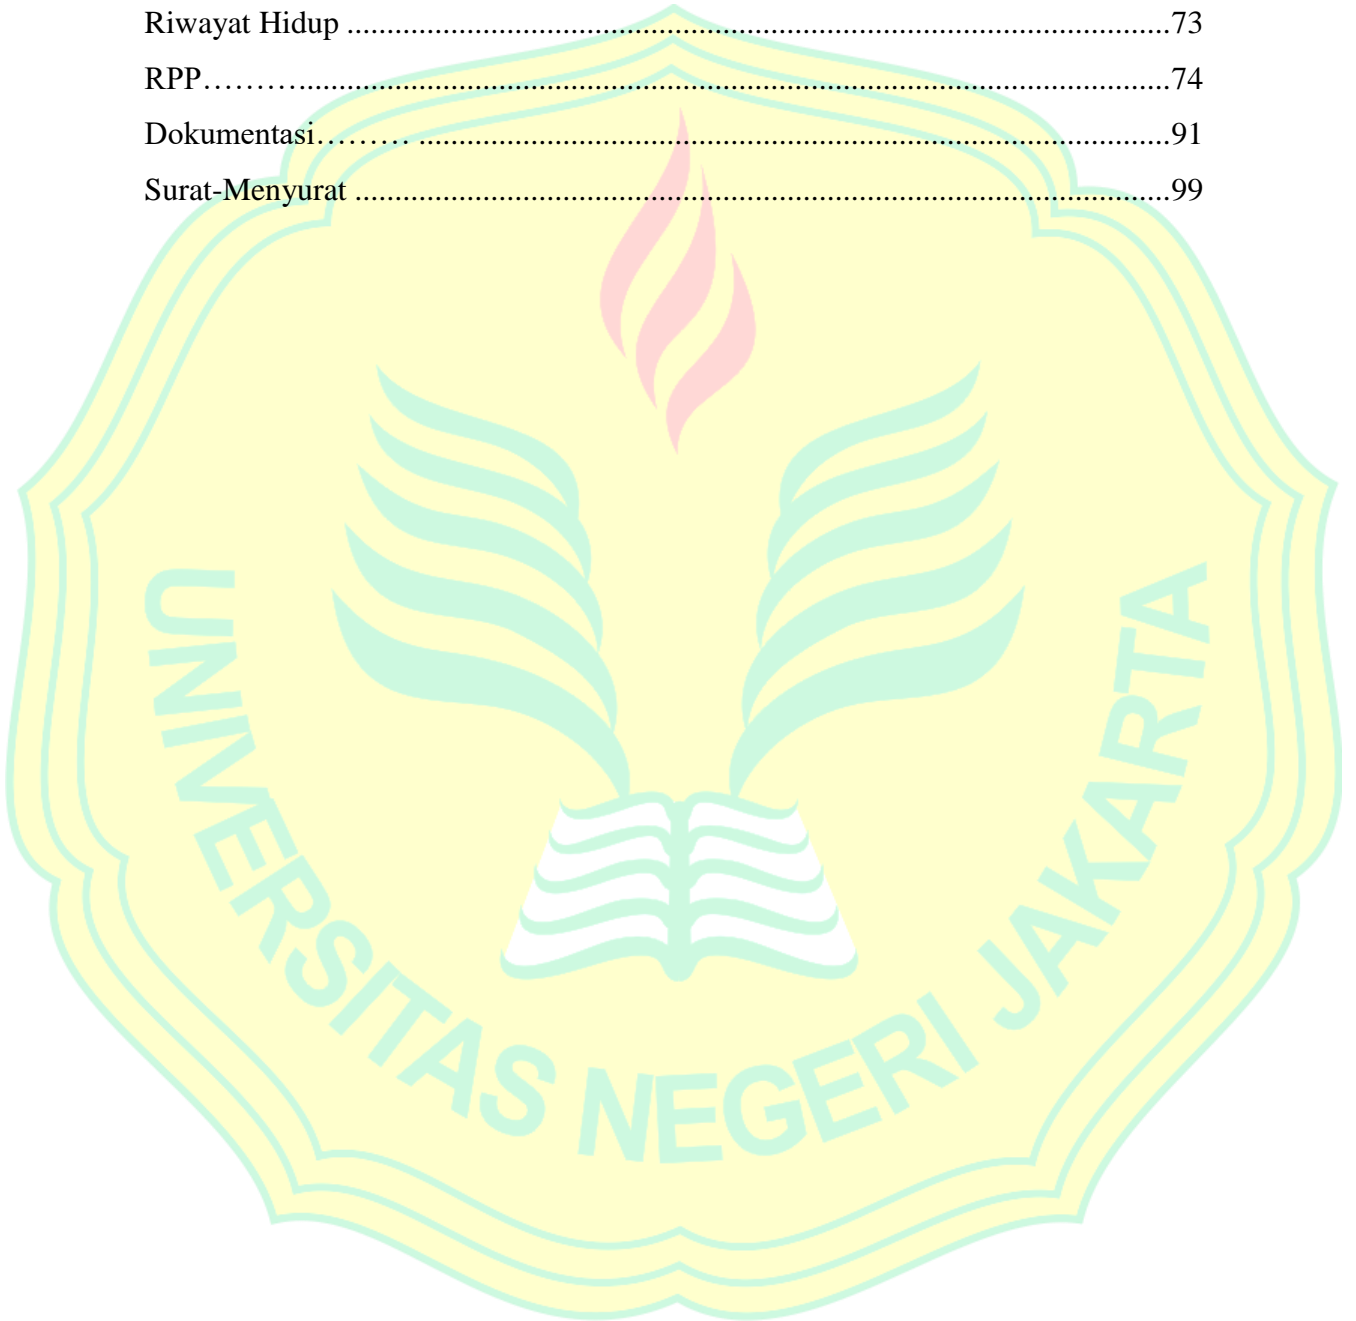 Riwayat Hidup ........................................................................................................73
RPP………..............................................................................................................74
Dokumentasi……… ...............................................................................................91
Surat-Menyurat .......................................................................................................99
UNIVERSITAS NEGERI JAKARTA